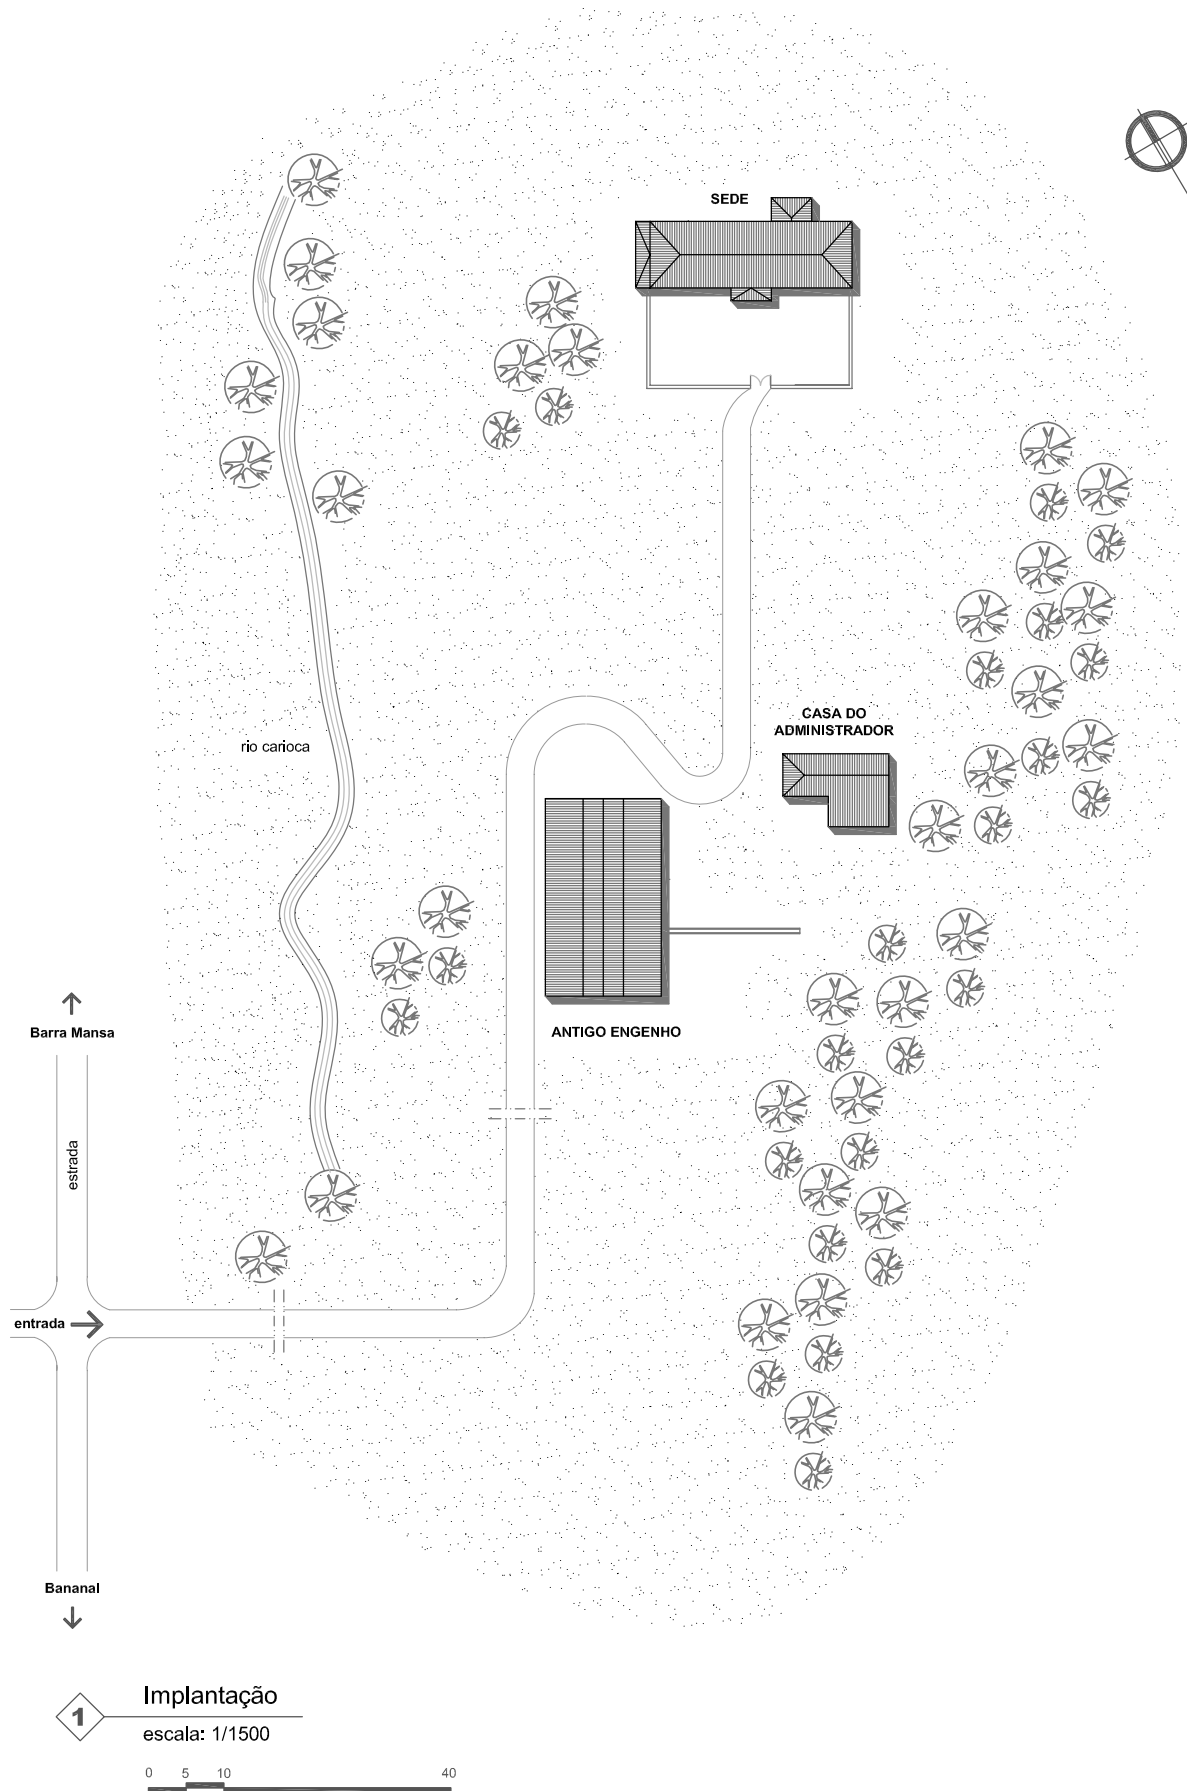 SEDE
CASA DO
ADMINISTRADOR
rio carioca
ANTIGO ENGENHO
Barra Mansa
estrada
entrada
Bananal
1
Implantação
escala: 1/1500
0 5 10 40